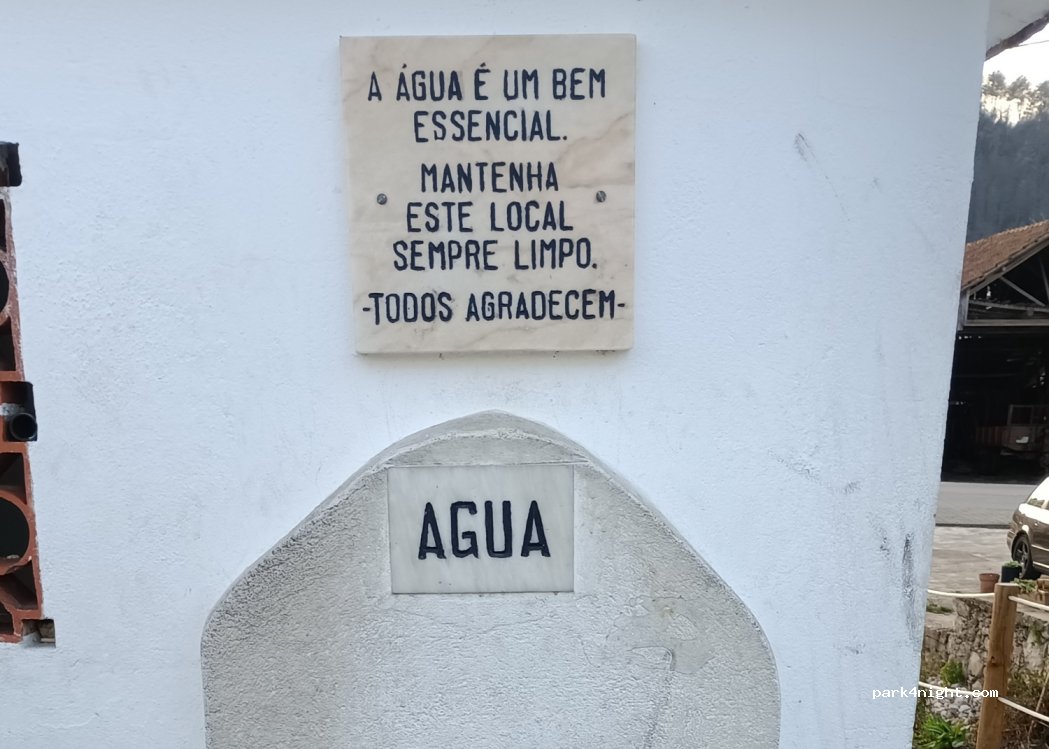 A ÁGUA É UM BEM
ESSENCIAL.
MANTENHA
ESTE LOCAL
SEMPRE LIMPO.
-TODOS AGRADECEM-
AGUA
park4night.com